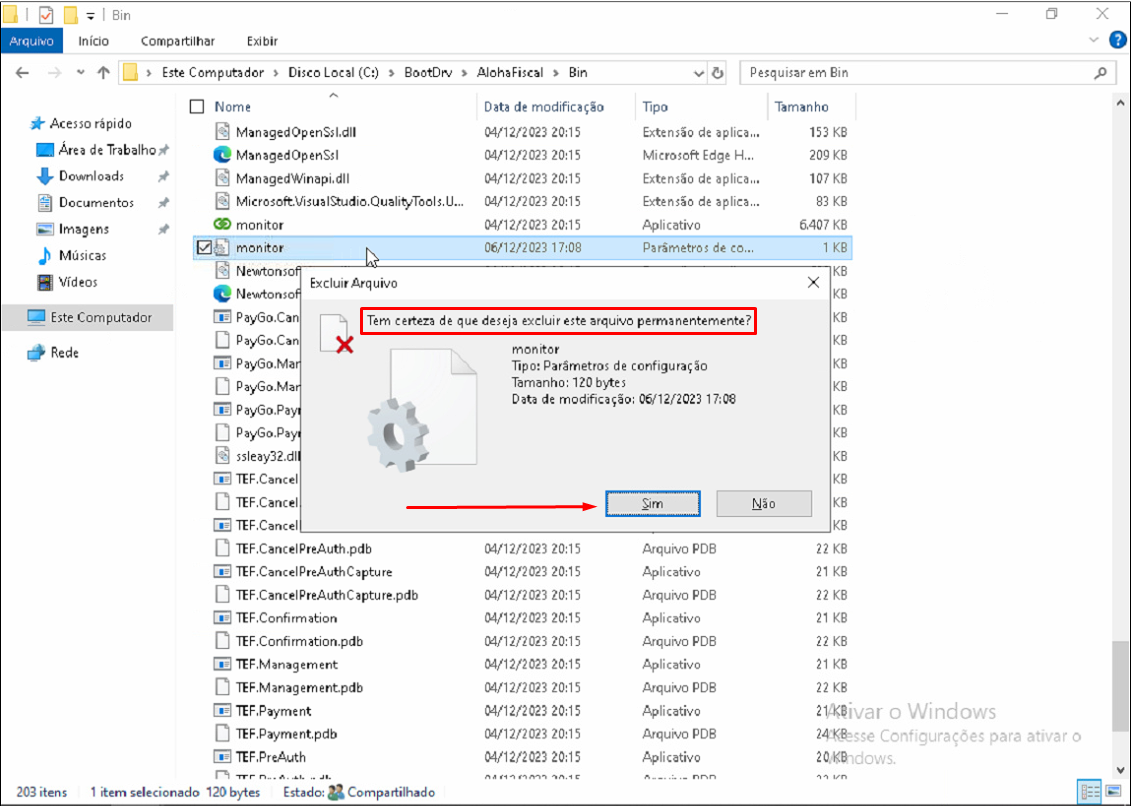 Bin
Arquivo Início Compartilhar Exibir
Este Computador > Disco Local (C:) > BootDrv > AlohaFiscal > Bin
Pesquisar em Bin
Nome Data de modificação Tipo Tamanho
Acesso rápido
Área de Trabalho
Downloads
Documentos
Imagens
Músicas
Vídeos
Este Computador
Rede
ManagedOpenSsl.dll 04/12/2023 20:15 Extensão de aplica... 153 KB
ManagedOpenSsl 04/12/2023 20:15 Microsoft Edge H... 209 KB
ManagedWinapi.dll 04/12/2023 20:15 Extensão de aplica... 107 KB
Microsoft.VisualStudio.QualityTools.U... 04/12/2023 20:15 Extensão de aplica... 83 KB
monitor 04/12/2023 20:15 Aplicativo 6.407 KB
monitor 06/12/2023 17:08 Parâmetros de co... 1 KB
Newtonsof
Newtonsof KB
PayGo.Can KB
PayGo.Can KB
PayGo.Mar KB
PayGo.Mar KB
PayGo.Payr KB
PayGo.Payr KB
ssleay32.dll KB
TEF.Cancel KB
TEF.Cancel. KB
TEF.Cancel KB
Excluir Arquivo
Tem certeza de que deseja excluir este arquivo permanentemente?
monitor
Tipo: Parâmetros de configuração
Tamanho: 120 bytes
Data de modificação: 06/12/2023 17:08
Sim Não
TEF.CancelPreAuth.pdb 04/12/2023 20:15 Arquivo PDB 22 KB
TEF.CancelPreAuthCapture 04/12/2023 20:15 Aplicativo 21 KB
TEF.CancelPreAuthCapture.pdb 04/12/2023 20:15 Arquivo PDB 22 KB
TEF.Confirmation 04/12/2023 20:15 Aplicativo 21 KB
TEF.Confirmation.pdb 04/12/2023 20:15 Arquivo PDB 22 KB
TEF.Management 04/12/2023 20:15 Aplicativo 21 KB
TEF.Management.pdb 04/12/2023 20:15 Arquivo PDB 22 KB
TEF.Payment 04/12/2023 20:15 Aplicativo 21 KB
TEF.Payment.pdb 04/12/2023 20:15 Arquivo PDB 24 KB
TEF.PreAuth 04/12/2023 20:15 Aplicativo 20 KB
Ativar o Windows
Acesse Configurações para ativar o
Windows.
203 itens 1 item selecionado 120 bytes Estado: Compartilhado